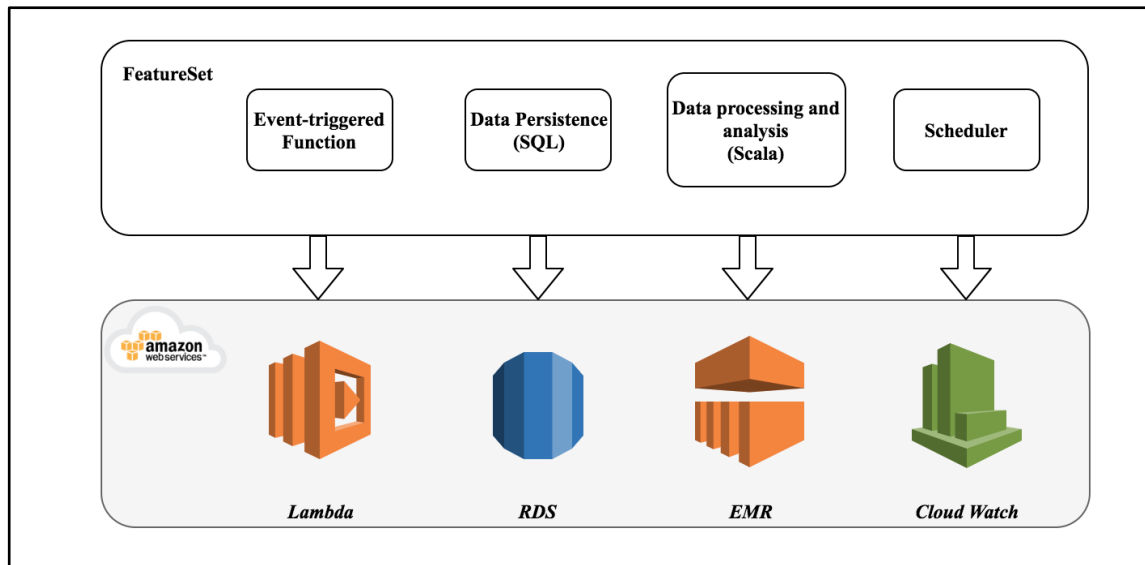 FeatureSet
Event-triggered
Function
Data Persistence
(SQL)
Data processing and
analysis
(Scala)
Scheduler
amazon
web services™
Lambda
RDS
EMR
Cloud Watch